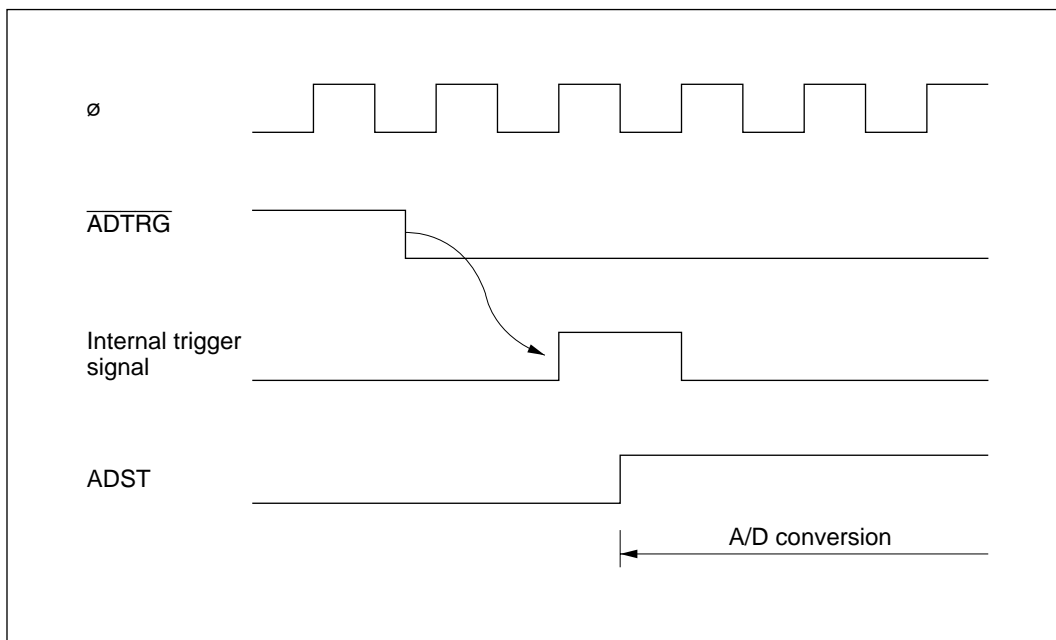 ø
ADTRG
Internal trigger
signal
ADST
A/D conversion